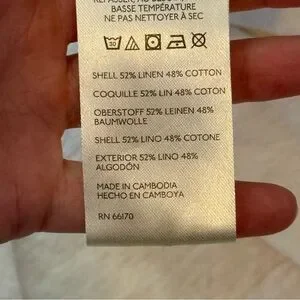 BASSE TEMPÉRATURE
NE PAS NETTOYER À SEC
SHELL 52% LINEN 48% COTTON
COQUILLE 52% LIN 48% COTON
OBERSTOFF 52% LEINEN 48%
BAUMWOLLE
SHELL 52% LINO 48% COTONE
EXTERIOR 52% LINO 48%
ALGODÓN
MADE IN CAMBODIA
HECHO EN CAMBOYA
RN 66170